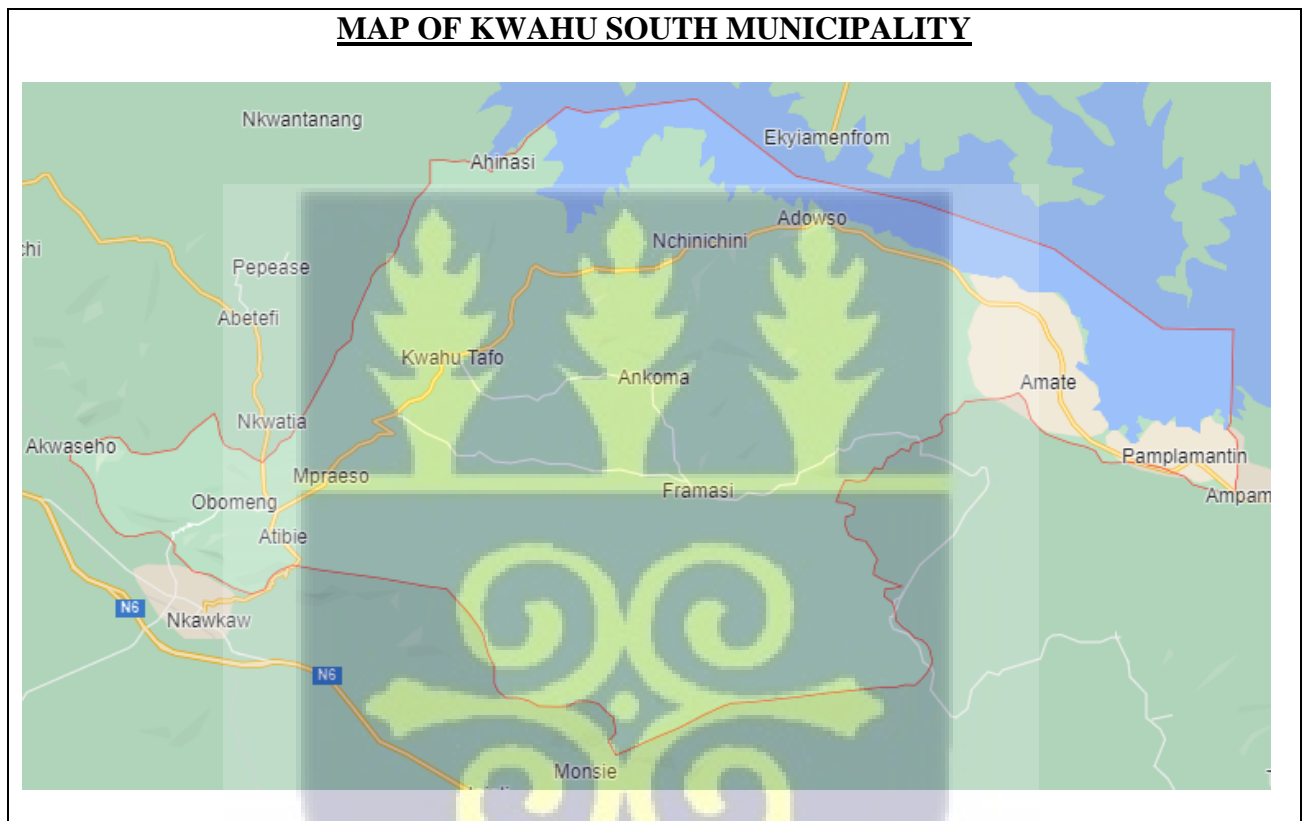 MAP OF KWAHU SOUTH MUNICIPALITY
Nkwantanang
Ekyiamenfrom
Ahinasi
Adowso
Nchinichini
chi
Pepease
Abetefi
Kwahu Tafo
Ankoma
Amate
Nkwatia
Akwaseho
Pamplamantin
Mpraeso
Framasi
Ampam
Obomeng
Atibie
N6
Nkawkaw
N6
Monsie